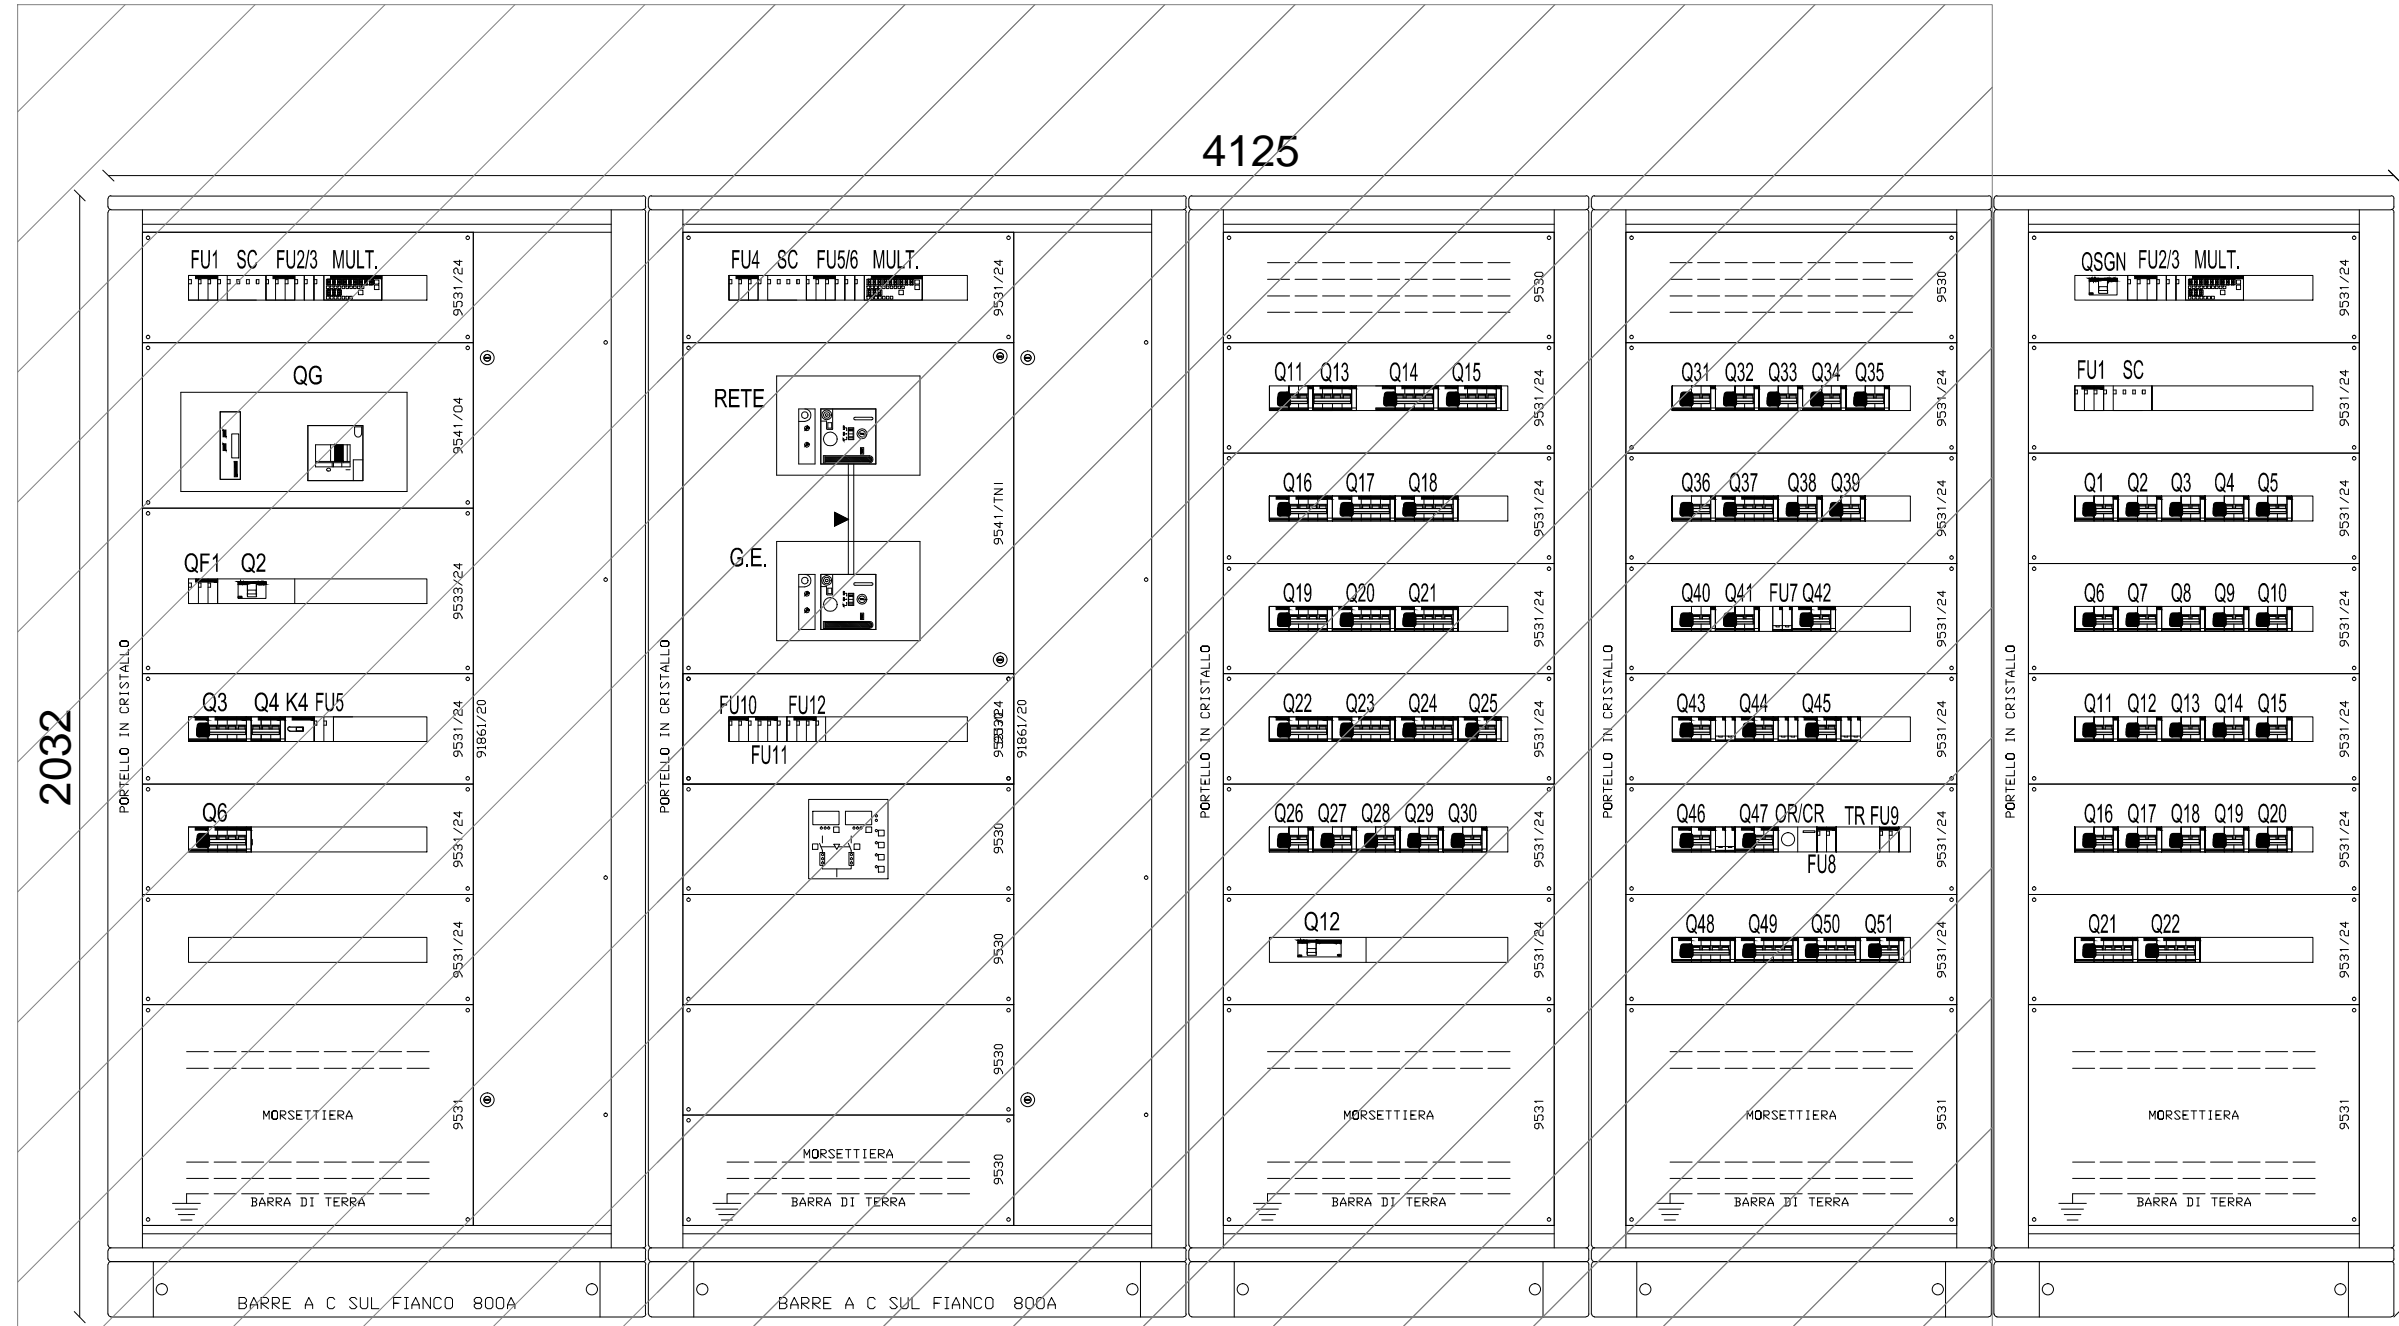 4125
2032
PORTELLO IN CRISTALLO
FU1 SC FU2/3 MULT.
9531/24
QG
9541/04
QF1 Q2
9533/24
Q3 Q4 K4 FU5
9531/24
91861/20
Q6
9531/24
9531/24
MORSETTIERA
9531
BARRA DI TERRA
BARRE A C SUL FIANCO 800A
PORTELLO IN CRISTALLO
FU4 SC FU5/6 MULT.
9531/24
RETE
9541/TNI
G.E.
FU10 FU12
FU11
91861/20
9530
9530
9530
MORSETTIERA
9530
BARRA DI TERRA
BARRE A C SUL FIANCO 800A
PORTELLO IN CRISTALLO
9530
Q11 Q13 Q14 Q15
9531/24
Q16 Q17 Q18
9531/24
Q19 Q20 Q21
9531/24
Q22 Q23 Q24 Q25
9531/24
Q26 Q27 Q28 Q29 Q30
9531/24
Q12
9531/24
MORSETTIERA
9531
BARRA DI TERRA
PORTELLO IN CRISTALLO
9530
Q31 Q32 Q33 Q34 Q35
9531/24
Q36 Q37 Q38 Q39
9531/24
Q40 Q41 FU7 Q42
9531/24
Q43 Q44 Q45
9531/24
Q46 Q47 OR/CR TR FU9
FU8
9531/24
Q48 Q49 Q50 Q51
9531/24
MORSETTIERA
9531
BARRA DI TERRA
PORTELLO IN CRISTALLO
QSGN FU2/3 MULT.
9531/24
FU1 SC
9531/24
Q1 Q2 Q3 Q4 Q5
9531/24
Q6 Q7 Q8 Q9 Q10
9531/24
Q11 Q12 Q13 Q14 Q15
9531/24
Q16 Q17 Q18 Q19 Q20
9531/24
Q21 Q22
9531/24
MORSETTIERA
9531
BARRA DI TERRA